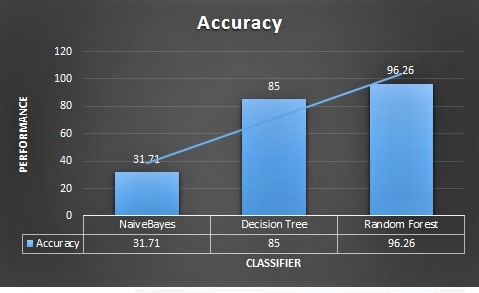 Accuracy
120
100
80
60
40
20
0
PERFORMANCE
31.71
85
96.26
NaiveBayes Decision Tree Random Forest
Accuracy 31.71 85 96.26
CLASSIFIER